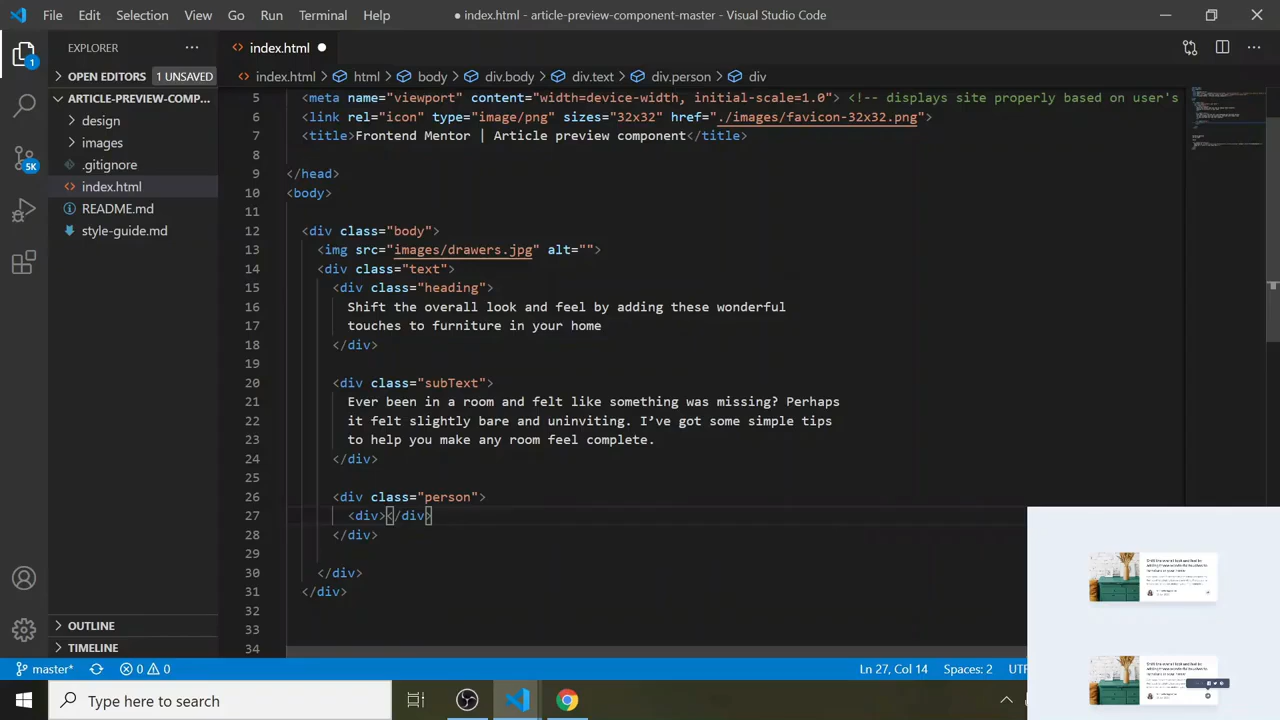 File Edit Selection View Go Run Terminal Help
● index.html - article-preview-component-master - Visual Studio Code
EXPLORER
index.html
OPEN EDITORS 1 UNSAVED
index.html > html > body > div.body > div.text > div.person > div
ARTICLE-PREVIEW-COMP...
design
images
.gitignore
index.html
README.md
style-guide.md
1
5K
5 <meta name="viewport" content="width=device-width, initial-scale=1.0"> <!-- displays site properly based on user's
6 <link rel="icon" type="image/png" sizes="32x32" href="./images/favicon-32x32.png">
7 <title>Frontend Mentor | Article preview component</title>
8
9 </head>
10 <body>
11
12 <div class="body">
13 <img src="images/drawers.jpg" alt="">
14 <div class="text">
15 <div class="heading">
16 Shift the overall look and feel by adding these wonderful
17 touches to furniture in your home
18 </div>
19
20 <div class="subText">
21 Ever been in a room and felt like something was missing? Perhaps
22 it felt slightly bare and uninviting. I’ve got some simple tips
23 to help you make any room feel complete.
24 </div>
25
26 <div class="person">
27 <div></div>
28 </div>
29
30 </div>
31 </div>
32
33
34
OUTLINE
TIMELINE
master* 0 0
Ln 27, Col 14 Spaces: 2 UTF
Type here to search